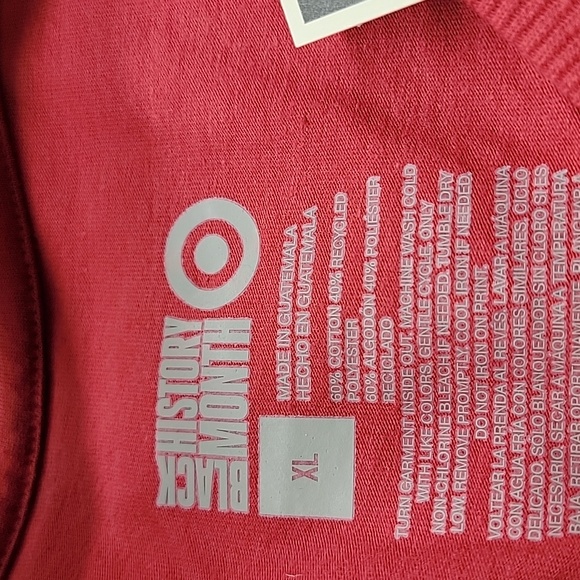 BLACK
HISTORY
MONTH
XL
MADE IN GUATEMALA
HECHO EN GUATEMALA
60% COTTON 40% RECYCLED
POLYESTER
60% ALGODÓN 40% POLIÉSTER
RECICLADO
TURN GARMENT INSIDE OUT, MACHINE WASH COLD
WITH LIKE COLORS, GENTLE CYCLE. ONLY
NON-CHLORINE BLEACH IF NEEDED. TUMBLE DRY
LOW. REMOVE PROMPTLY. COOL IRON IF NEEDED.
DO NOT IRON ON PRINT.
VOLTEAR LA PRENDA AL REVÉS, LAVAR A MÁQUINA
CON AGUA FRÍA CON COLORES SIMILARES, CICLO
DELICADO, SÓLO BLANQUEADOR SIN CLORO SI ES
NECESARIO, SECAR A MÁQUINA A TEMPERATURA